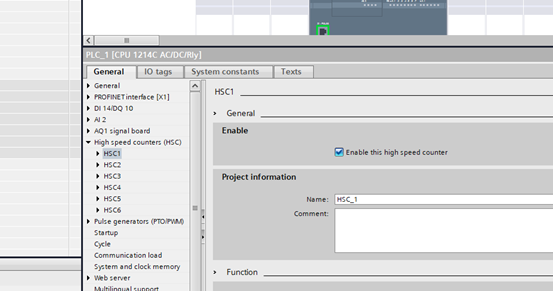 PLC_1 [CPU 1214C AC/DC/Rly]
General
IO tags
System constants
Texts
General
PROFINET interface [X1]
DI 14/DQ 10
AI 2
AQ1 signal board
High speed counters (HSC)
HSC1
HSC2
HSC3
HSC4
HSC5
HSC6
Pulse generators (PTO/PWM)
Startup
Cycle
Communication load
System and clock memory
Web server
Multilingual support
HSC1
General
Enable
Enable this high speed counter
Project information
Name: HSC_1
Comment:
Function